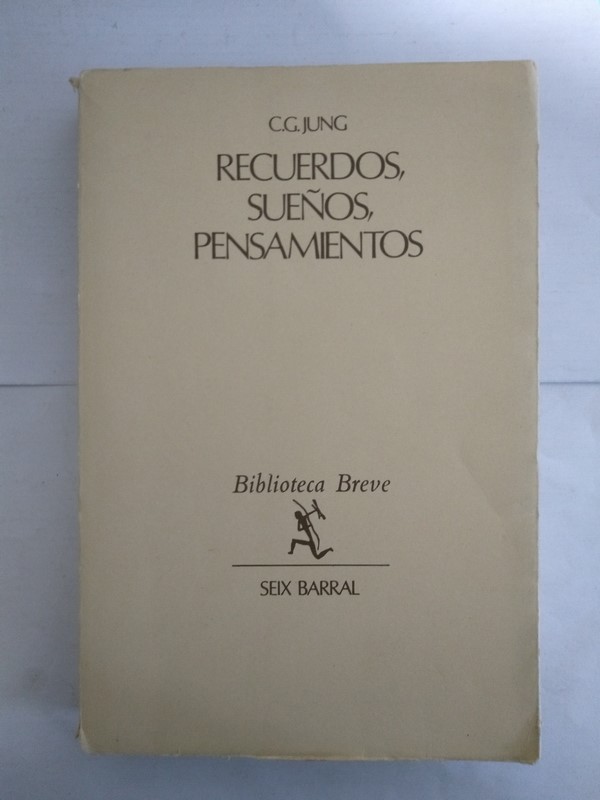 C.G. JUNG
RECUERDOS,
SUEÑOS,
PENSAMIENTOS
Biblioteca Breve
SEIX BARRAL